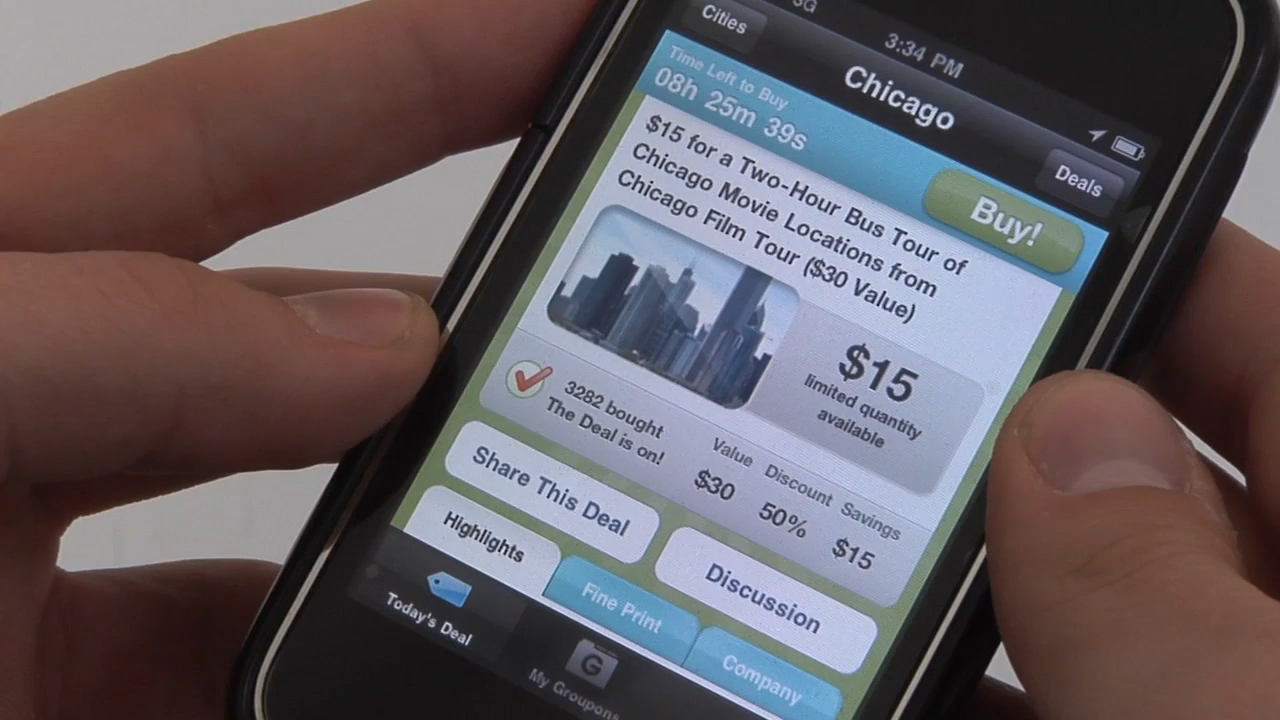 3G
3:34 PM
Cities
Chicago
Deals
Time Left to Buy
08h 25m 39s
Buy!
$15 for a Two-Hour Bus Tour of
Chicago Movie Locations from
Chicago Film Tour ($30 Value)
$15
limited quantity
available
3282 bought
The Deal is on!
Value Discount Savings
$30 50% $15
Share This Deal
Discussion
Highlights
Fine Print
Company
Today's Deal
G
My Groupons